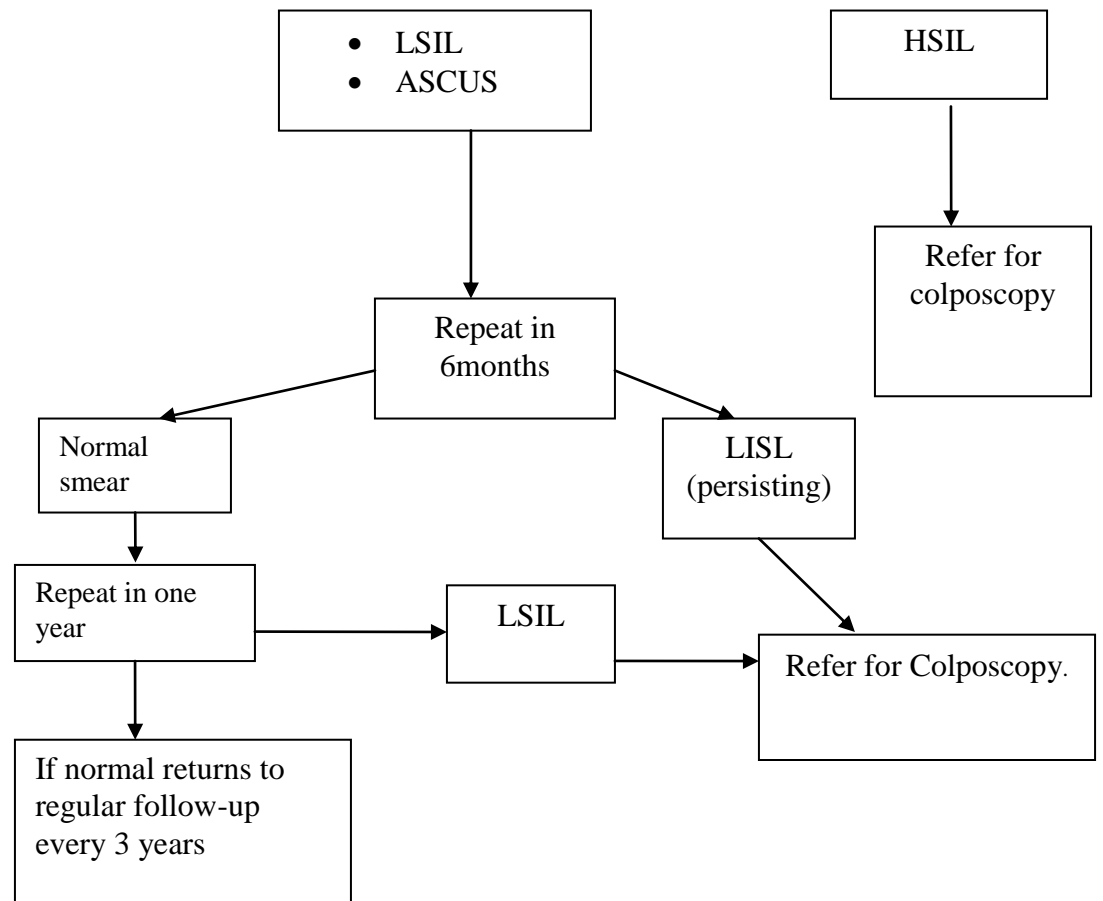 • LSIL
• ASCUS
HSIL
Refer for
colposcopy
Repeat in
6months
Normal
smear
LISL
(persisting)
Repeat in one
year
LSIL
Refer for Colposcopy.
If normal returns to
regular follow-up
every 3 years